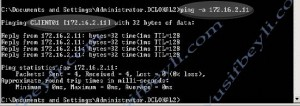 C:\Documents and Settings\Administrator.DCLOWFLZ>ping -a 172.16.2.11
Pinging CLIENT01 [172.16.2.11] with 32 bytes of data:
Reply from 172.16.2.11: bytes=32 time<1ms TTL=128
Reply from 172.16.2.11: bytes=32 time<1ms TTL=128
Reply from 172.16.2.11: bytes=32 time<1ms TTL=128
Reply from 172.16.2.11: bytes=32 time<1ms TTL=128
Ping statistics for 172.16.2.11:
Packets: Sent = 4, Received = 4, Lost = 0 (0% loss),
Approximate round trip times in milli-seconds:
Minimum = 0ms, Maximum = 0ms, Average = 0ms
C:\Documents and Settings\Administrator.DCLOWFLZ>